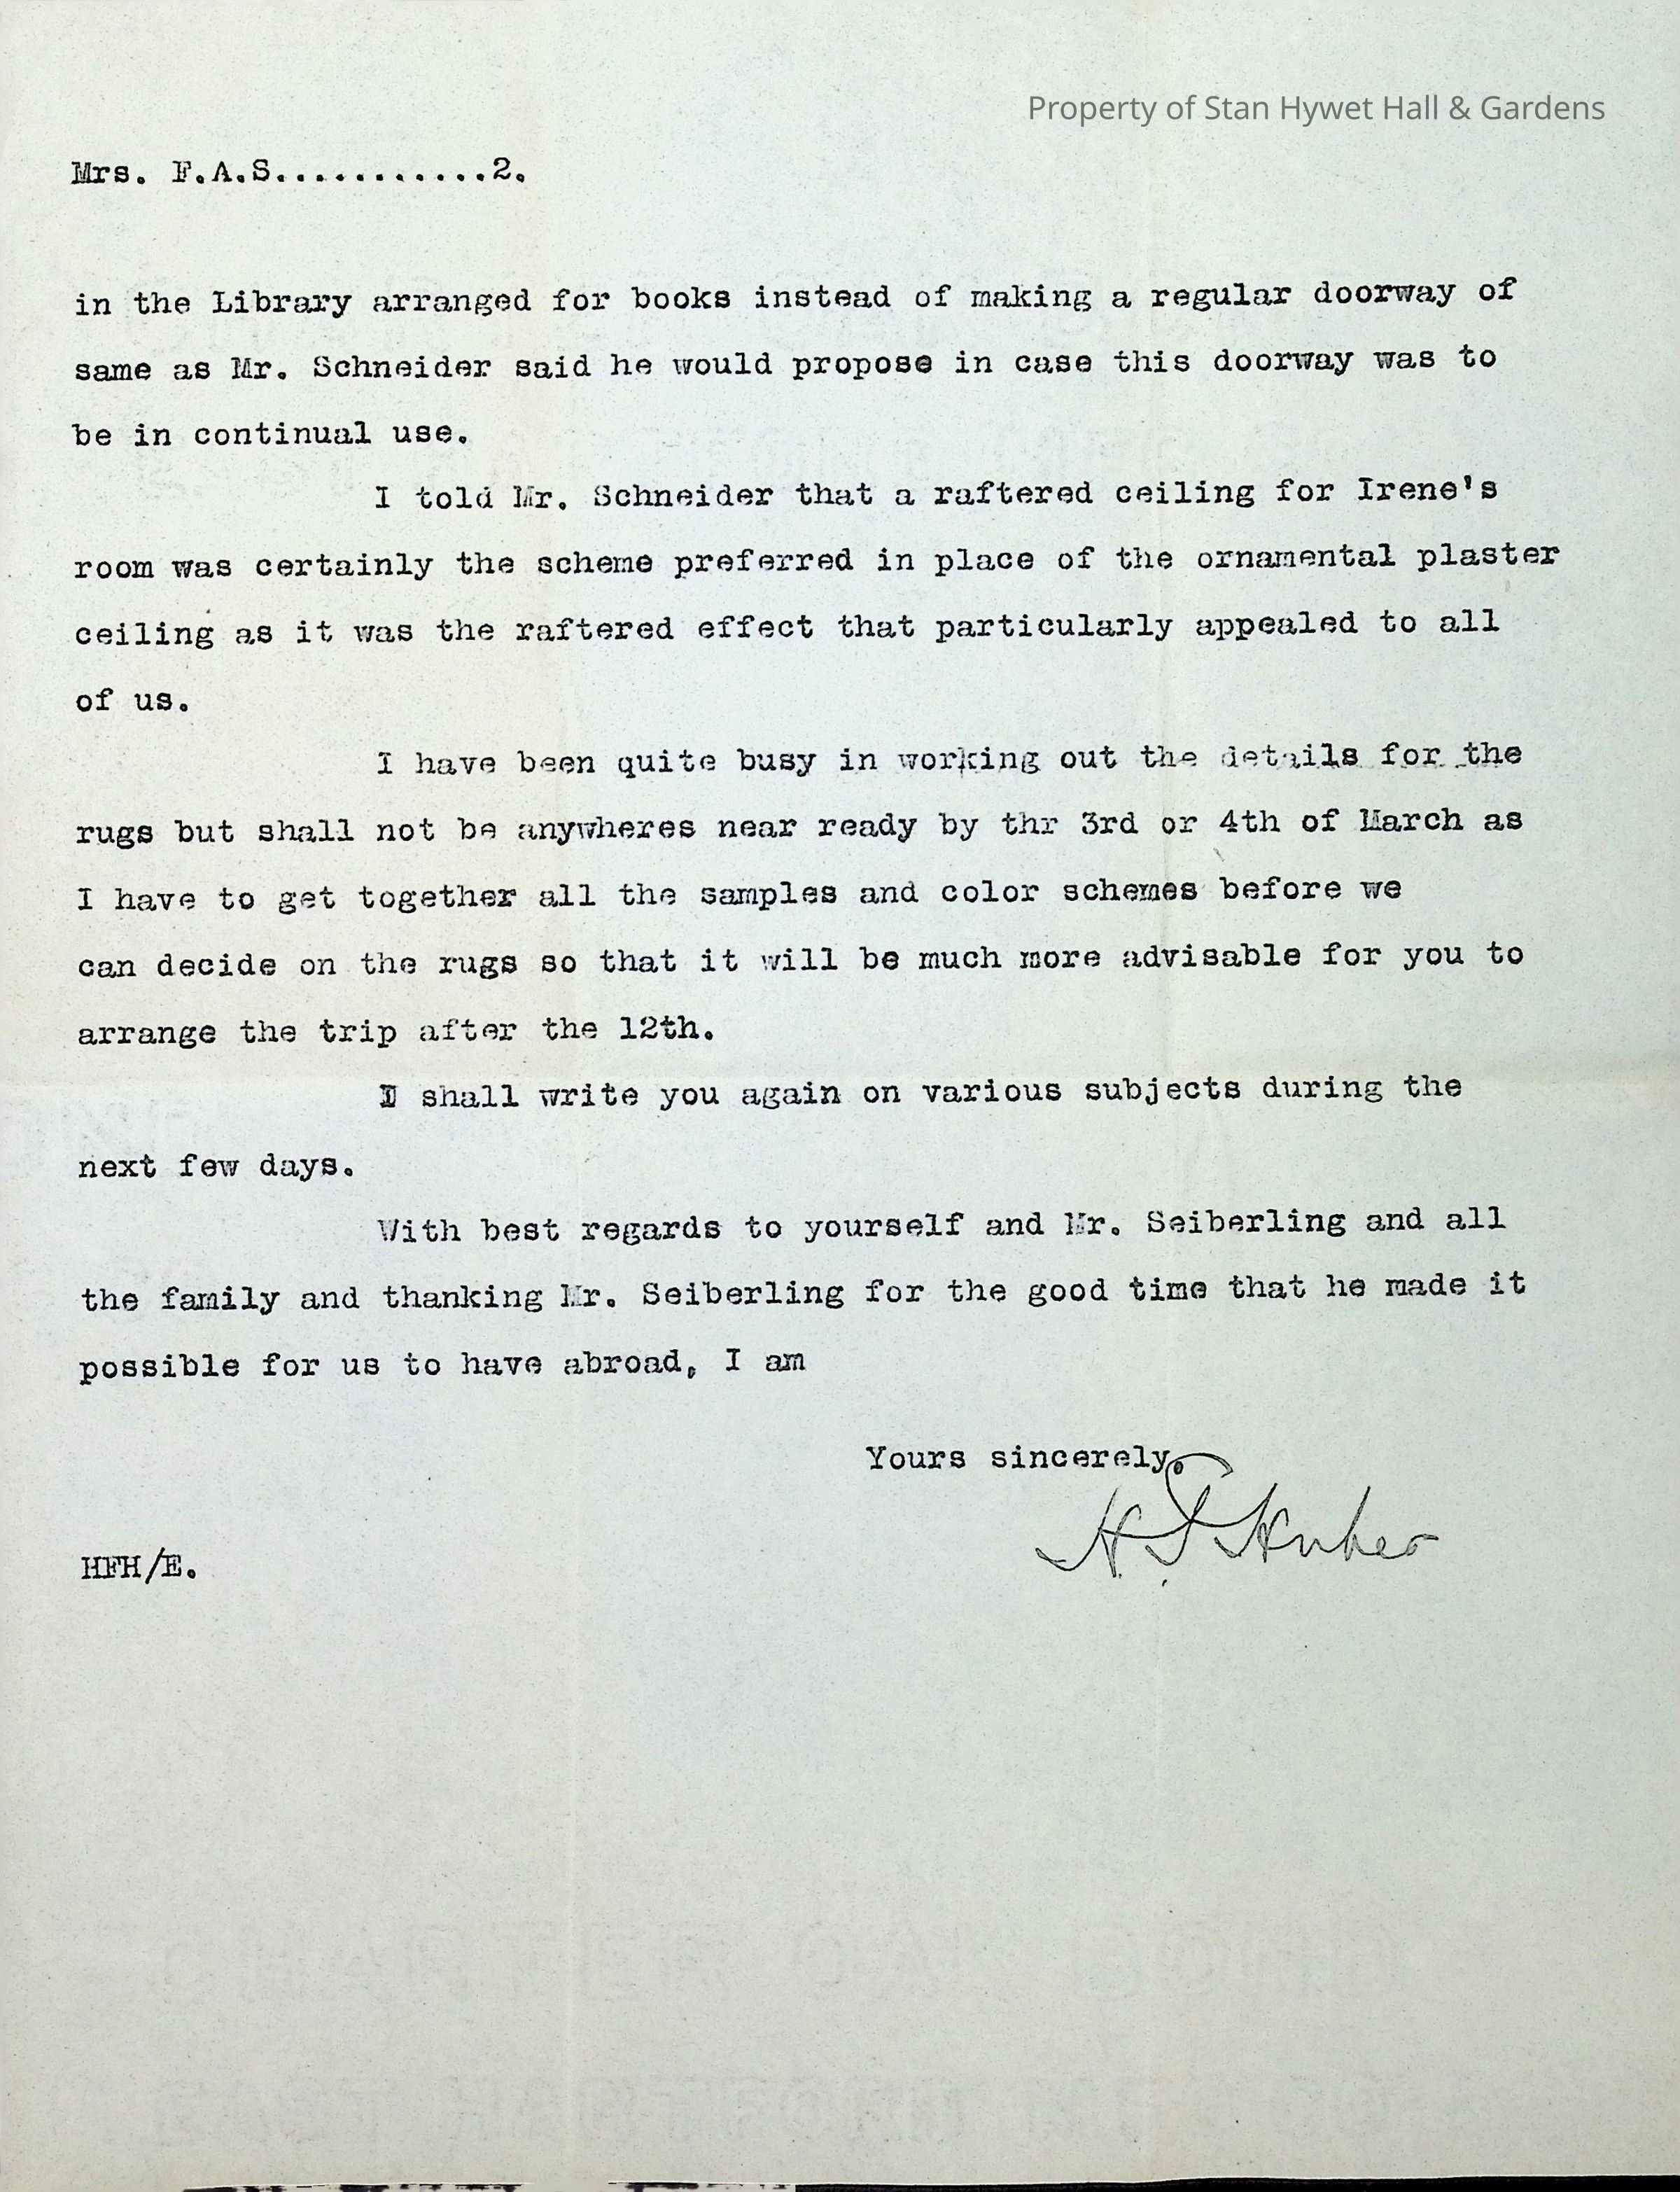 Property of Stan Hywet Hall & Gardens
Mrs. F.A.S...........2.
in the Library arranged for books instead of making a regular doorway of
same as Mr. Schneider said he would propose in case this doorway was to
be in continual use.
I told Mr. Schneider that a raftered ceiling for Irene's
room was certainly the scheme preferred in place of the ornamental plaster
ceiling as it was the raftered effect that particularly appealed to all
of us.
I have been quite busy in working out the details for the
rugs but shall not be anywheres near ready by thr 3rd or 4th of March as
I have to get together all the samples and color schemes before we
can decide on the rugs so that it will be much more advisable for you to
arrange the trip after the 12th.
I shall write you again on various subjects during the
next few days.
With best regards to yourself and Mr. Seiberling and all
the family and thanking Mr. Seiberling for the good time that he made it
possible for us to have abroad, I am
Yours sincerely,
H F Huber
HFH/E.